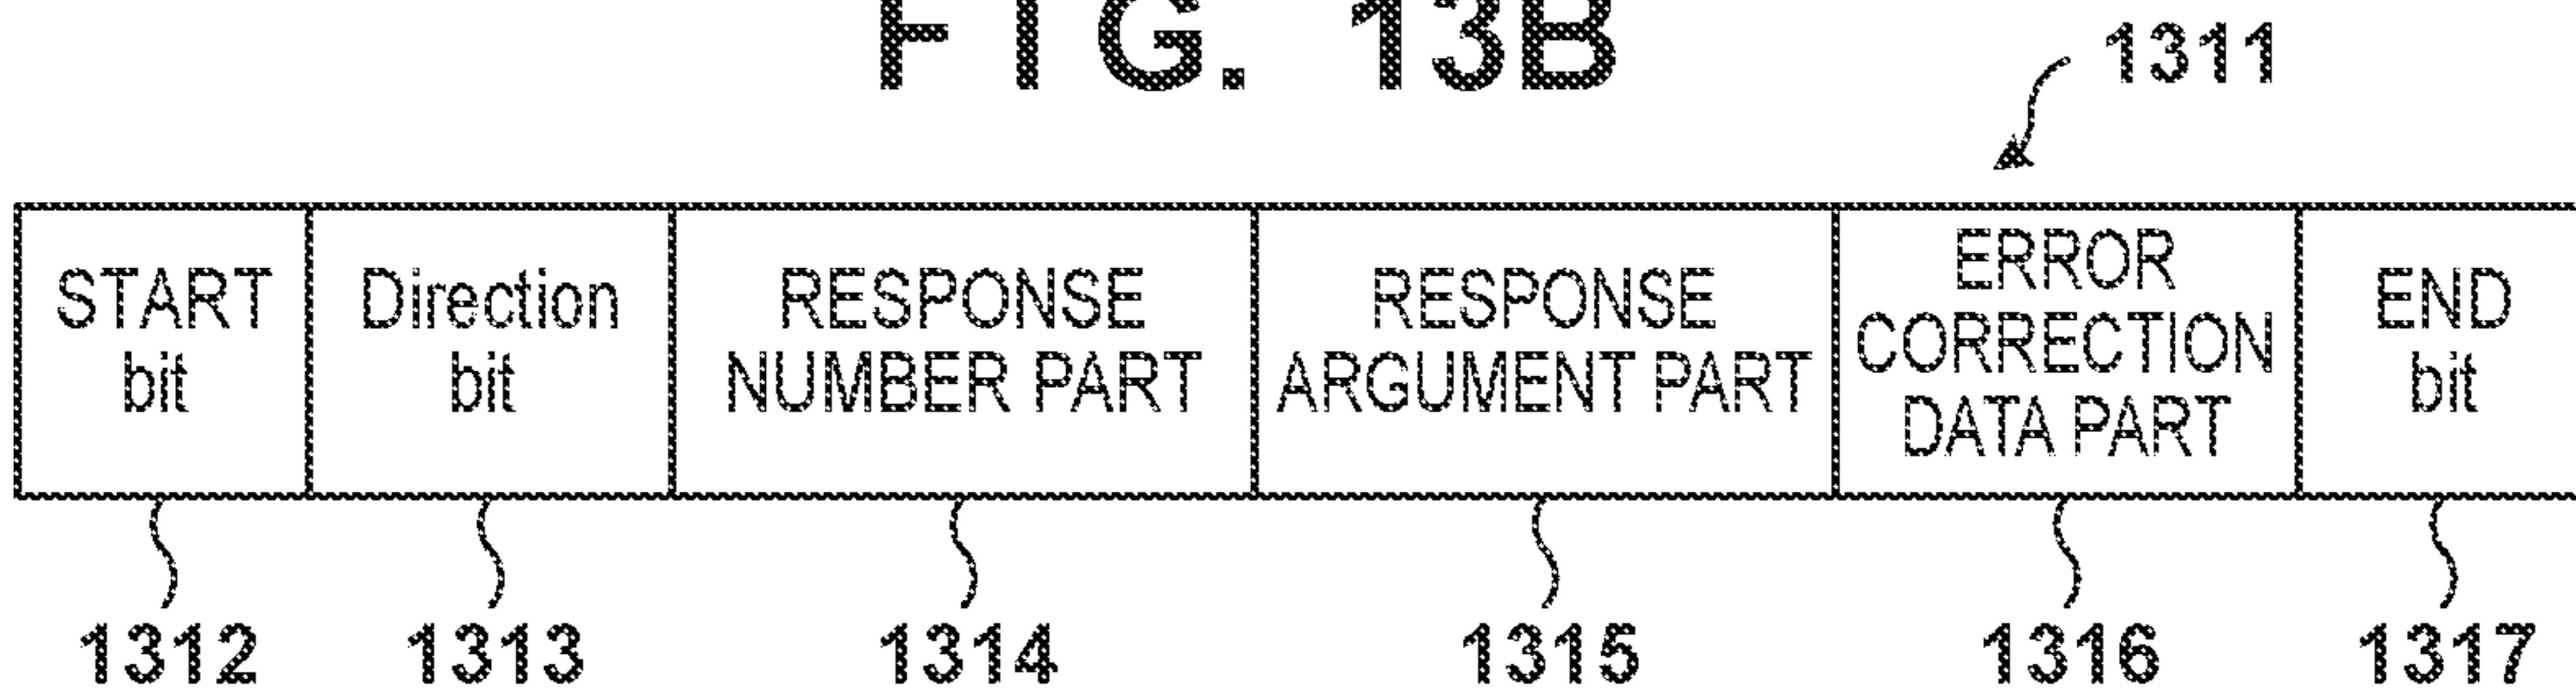 FIG. 13B
1311
START
bit
Direction
bit
RESPONSE
NUMBER PART
RESPONSE
ARGUMENT PART
ERROR
CORRECTION
DATA PART
END
bit
1312 1313 1314 1315 1316 1317